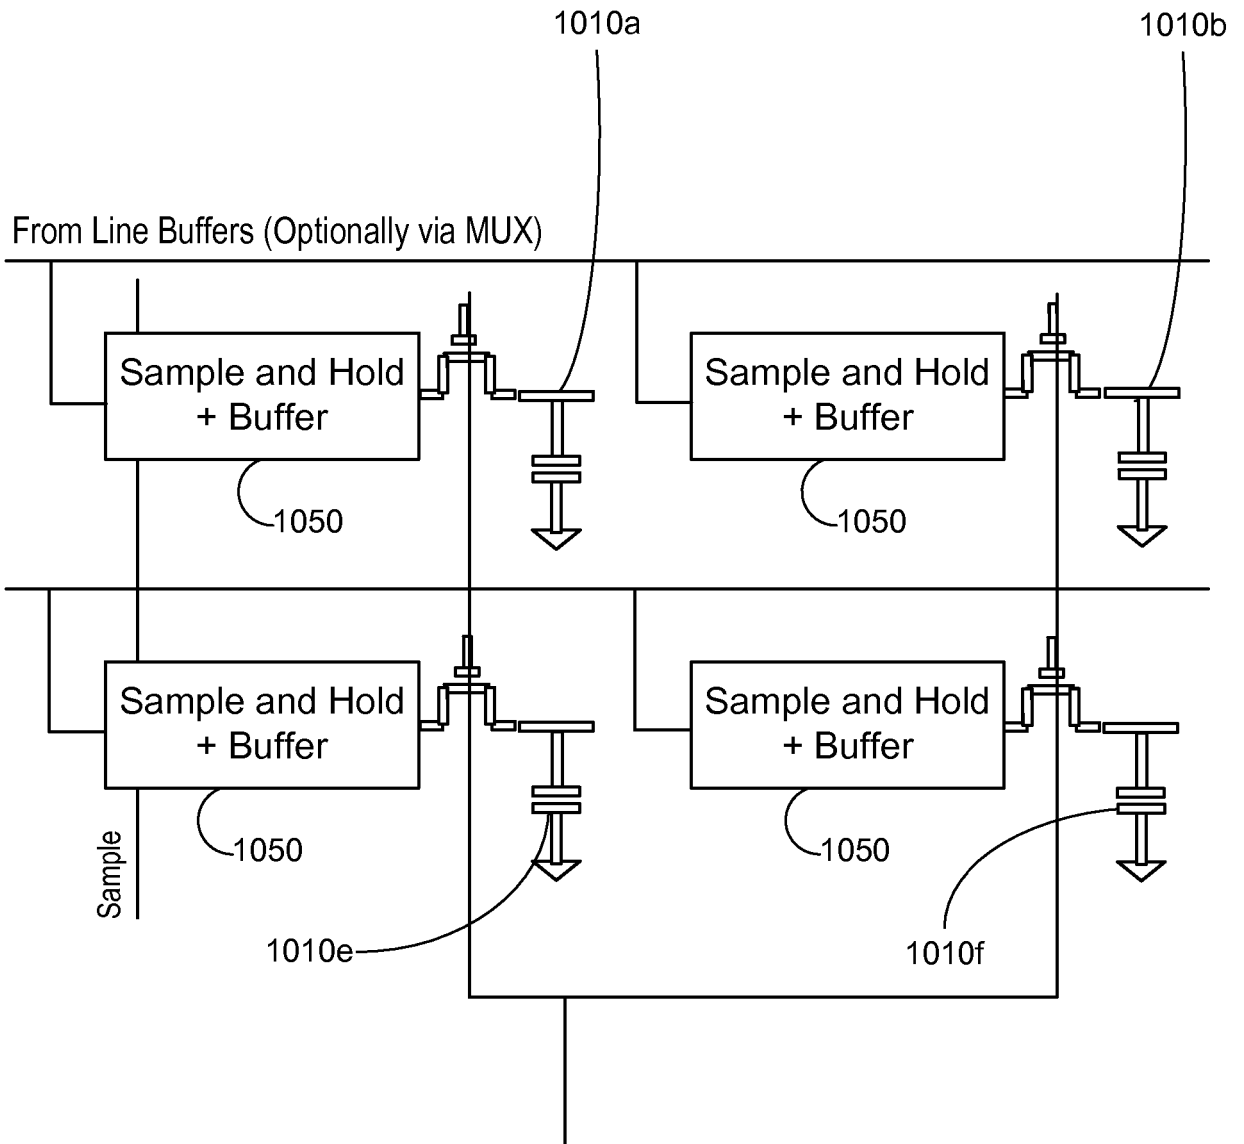 1010a
1010b
From Line Buffers (Optionally via MUX)
Sample and Hold
+ Buffer
Sample and Hold
+ Buffer
1050
1050
Sample and Hold
+ Buffer
Sample and Hold
+ Buffer
1050
1050
Sample
1010e
1010f